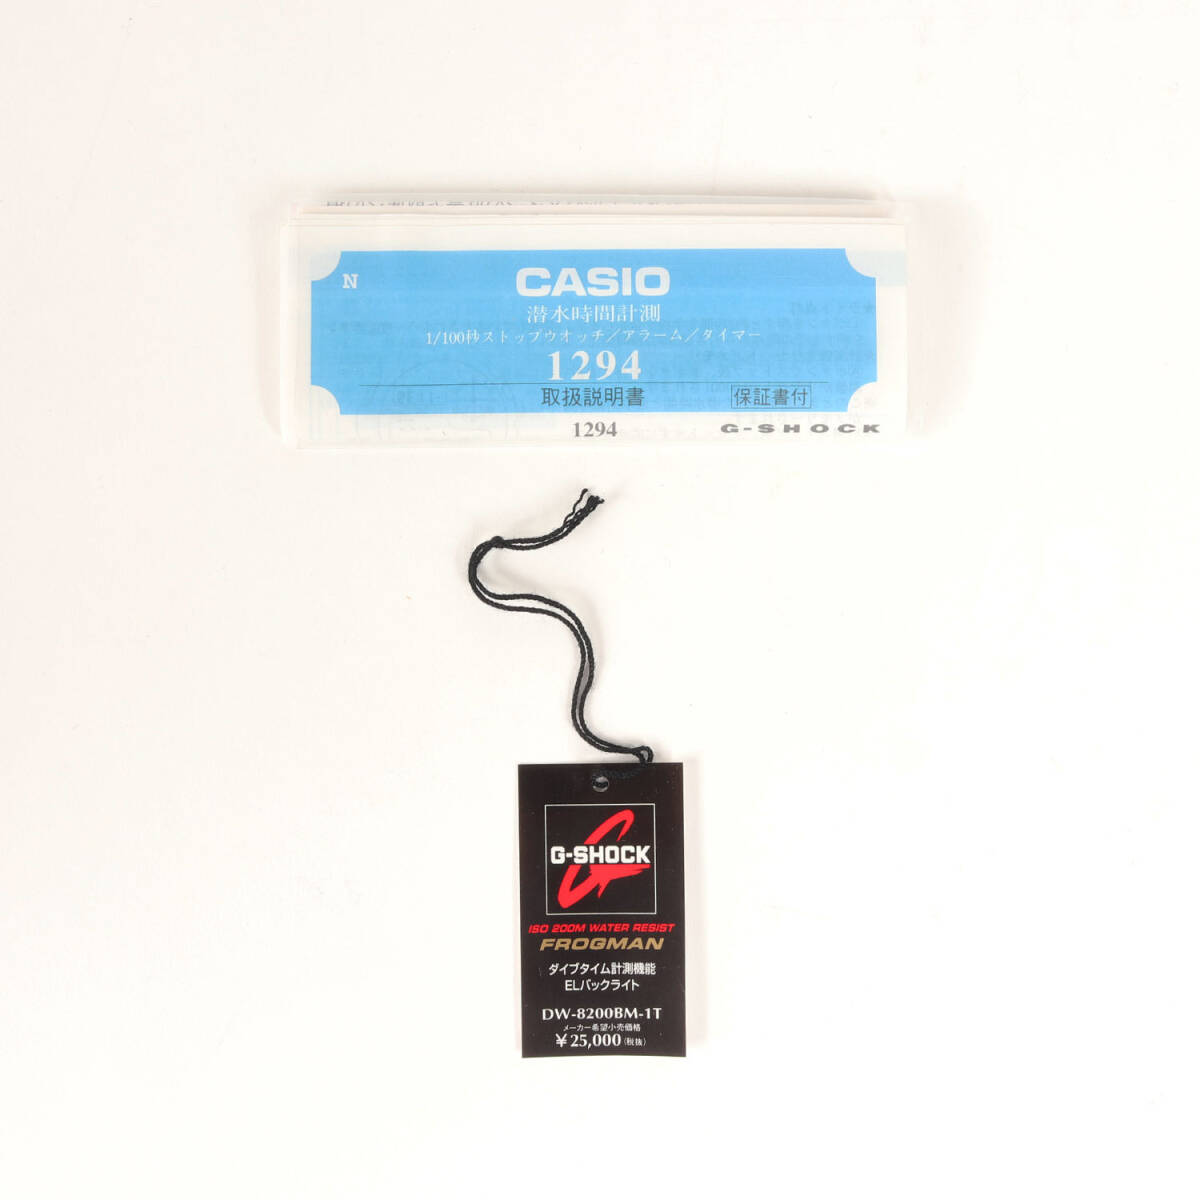 N
CASIO
潜水時間計測
1/100秒ストップウオッチ／アラーム／タイマー
1294
取扱説明書 保証書付
1294 G-SHOCK
G-SHOCK
ISO 200M WATER RESIST
FROGMAN
ダイブタイム計測機能
ELバックライト
DW-8200BM-1T
メーカー希望小売価格
￥25,000（税抜）